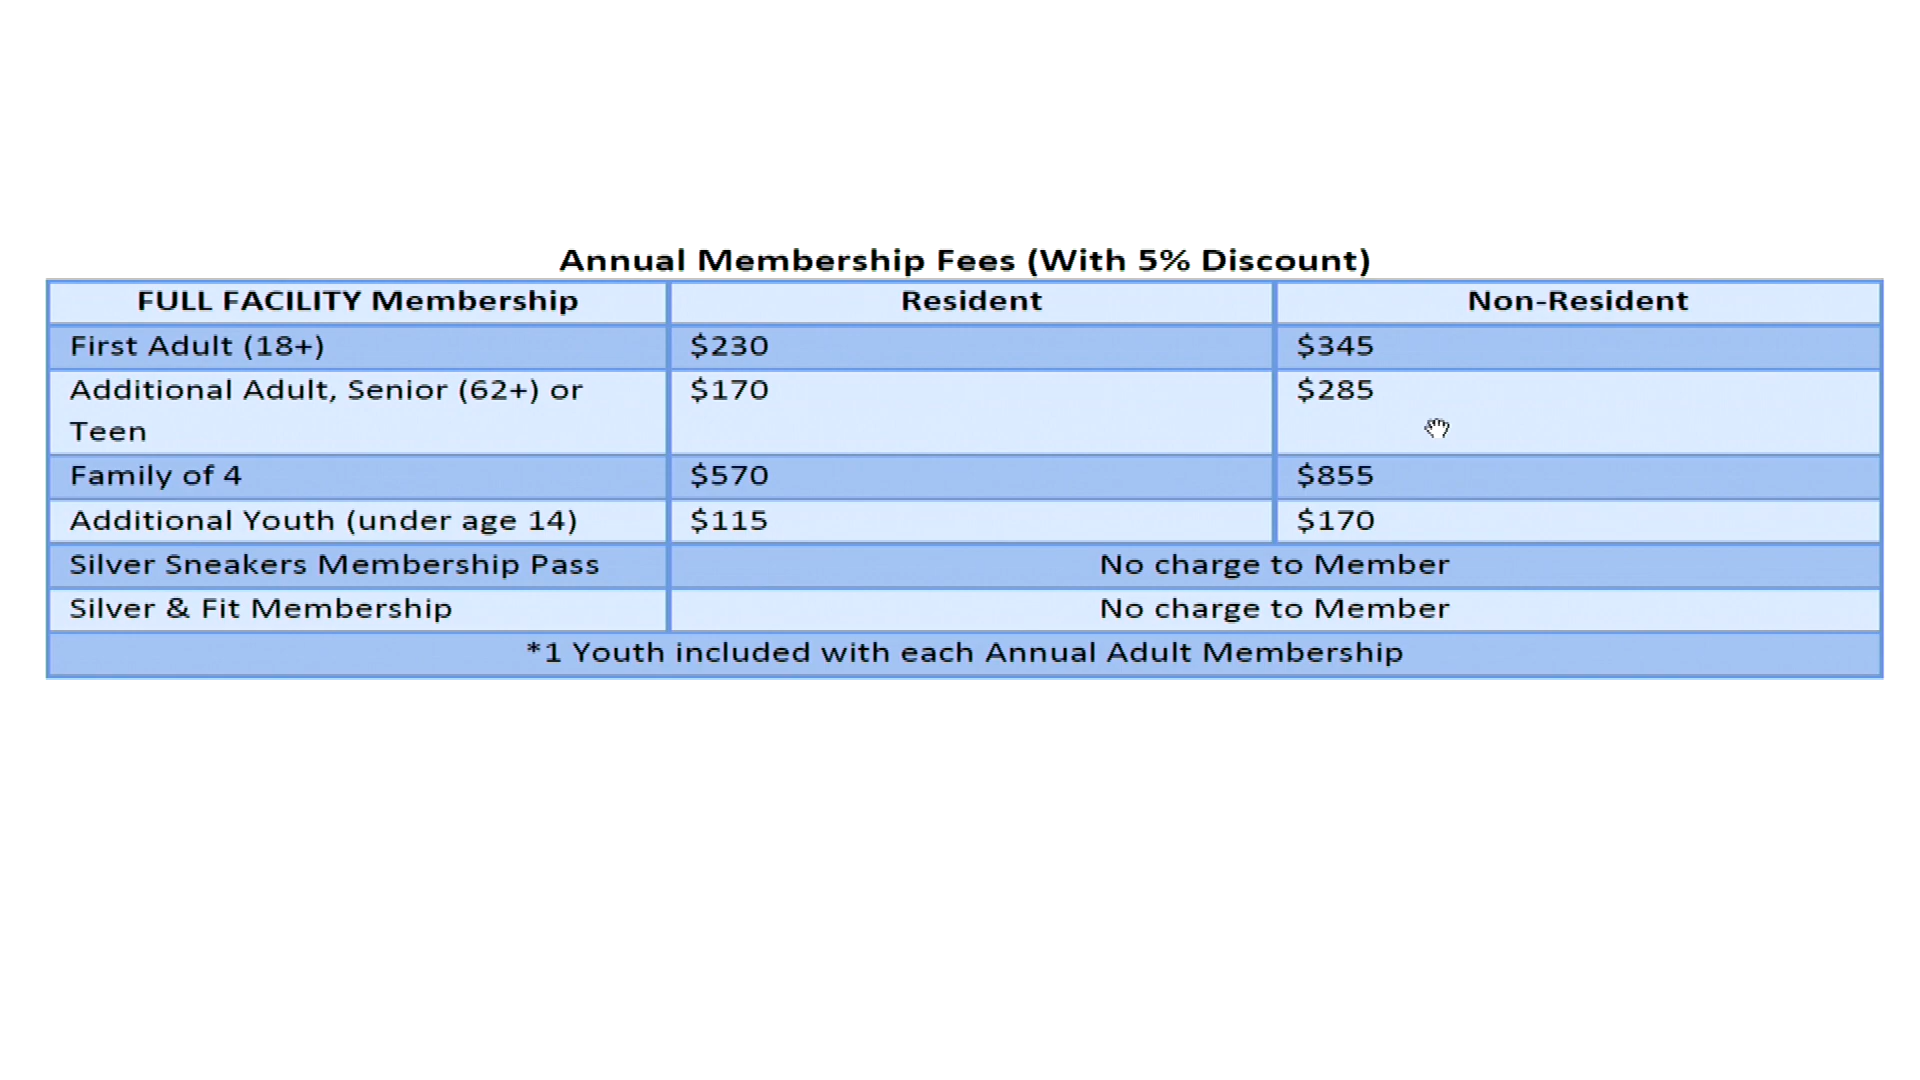 Annual Membership Fees (With 5% Discount)
FULL FACILITY Membership Resident Non-Resident
First Adult (18+) $230 $345
Additional Adult, Senior (62+) or $170 $285
Teen
Family of 4 $570 $855
Additional Youth (under age 14) $115 $170
Silver Sneakers Membership Pass No charge to Member
Silver & Fit Membership No charge to Member
*1 Youth included with each Annual Adult Membership